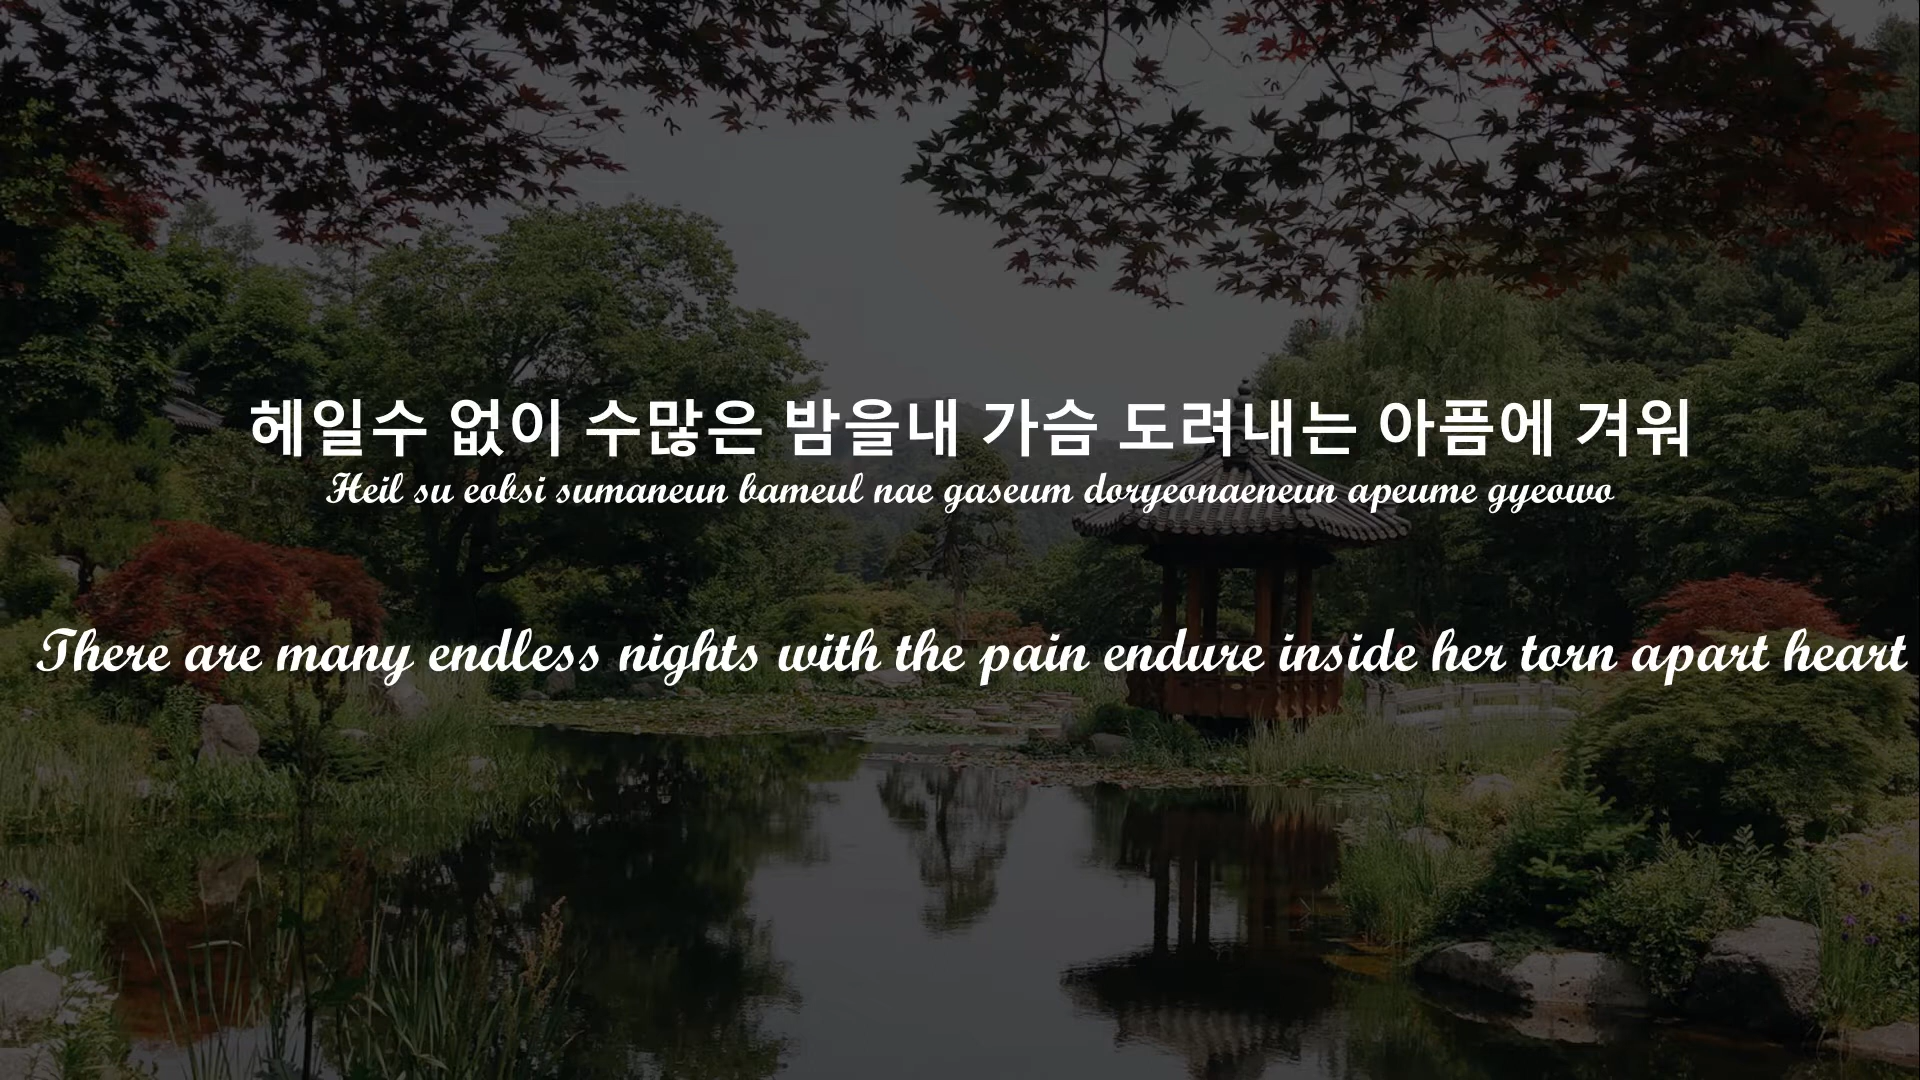 헤일수 없이 수많은 밤을내 가슴 도려내는 아픔에 겨워
Heil su eobsi sumaneun bameul nae gaseum doryeonaeneun apeume gyeowo
There are many endless nights with the pain endure inside her torn apart heart